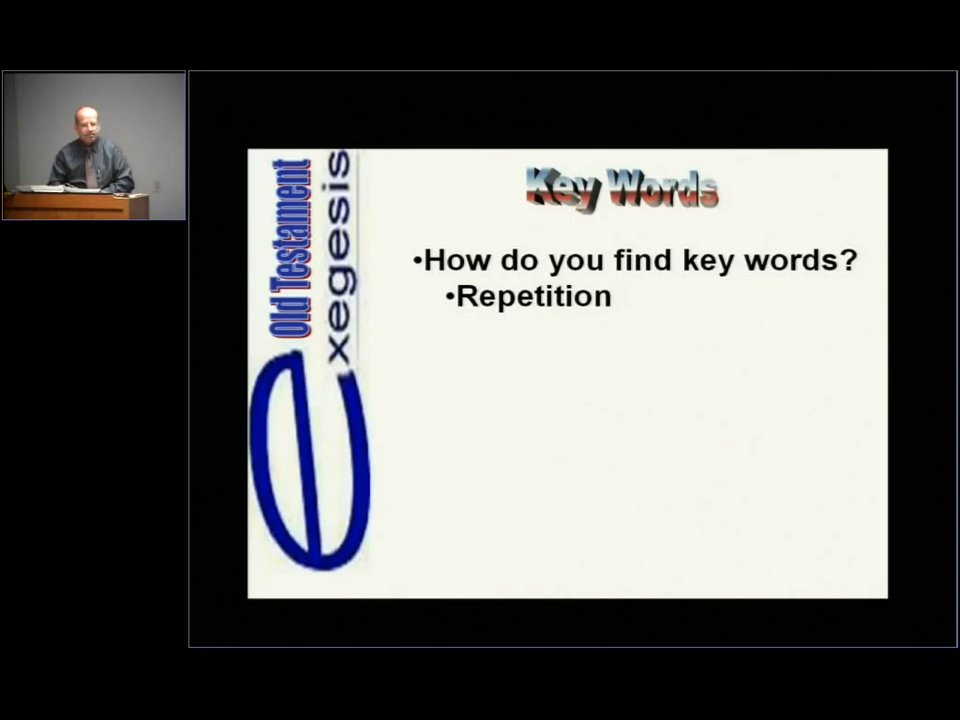 Old Testament
exegesis
Key Words
•How do you find key words?
•Repetition